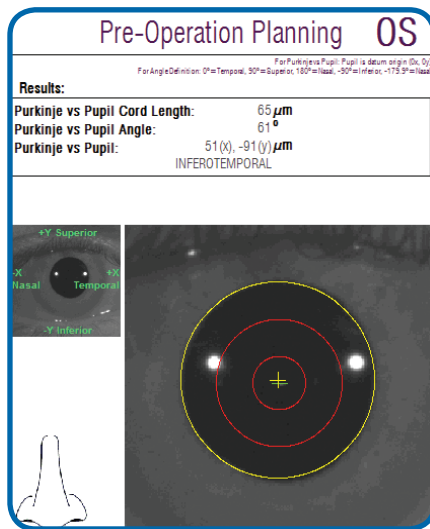 Pre-Operation Planning OS
For Purkinje vs Pupil: Pupil is datum origin (0x, 0y)
For Angle Definition: 0°=Temporal, 90°=Superior, 180°=Nasal, -90°=Inferior, -179.9°=Nasal
Results:
Purkinje vs Pupil Cord Length: 65 µm
Purkinje vs Pupil Angle: 61°
Purkinje vs Pupil: 51(x), -91(y) µm
INFEROTEMPORAL
+Y Superior
-X +X
Nasal Temporal
-Y Inferior